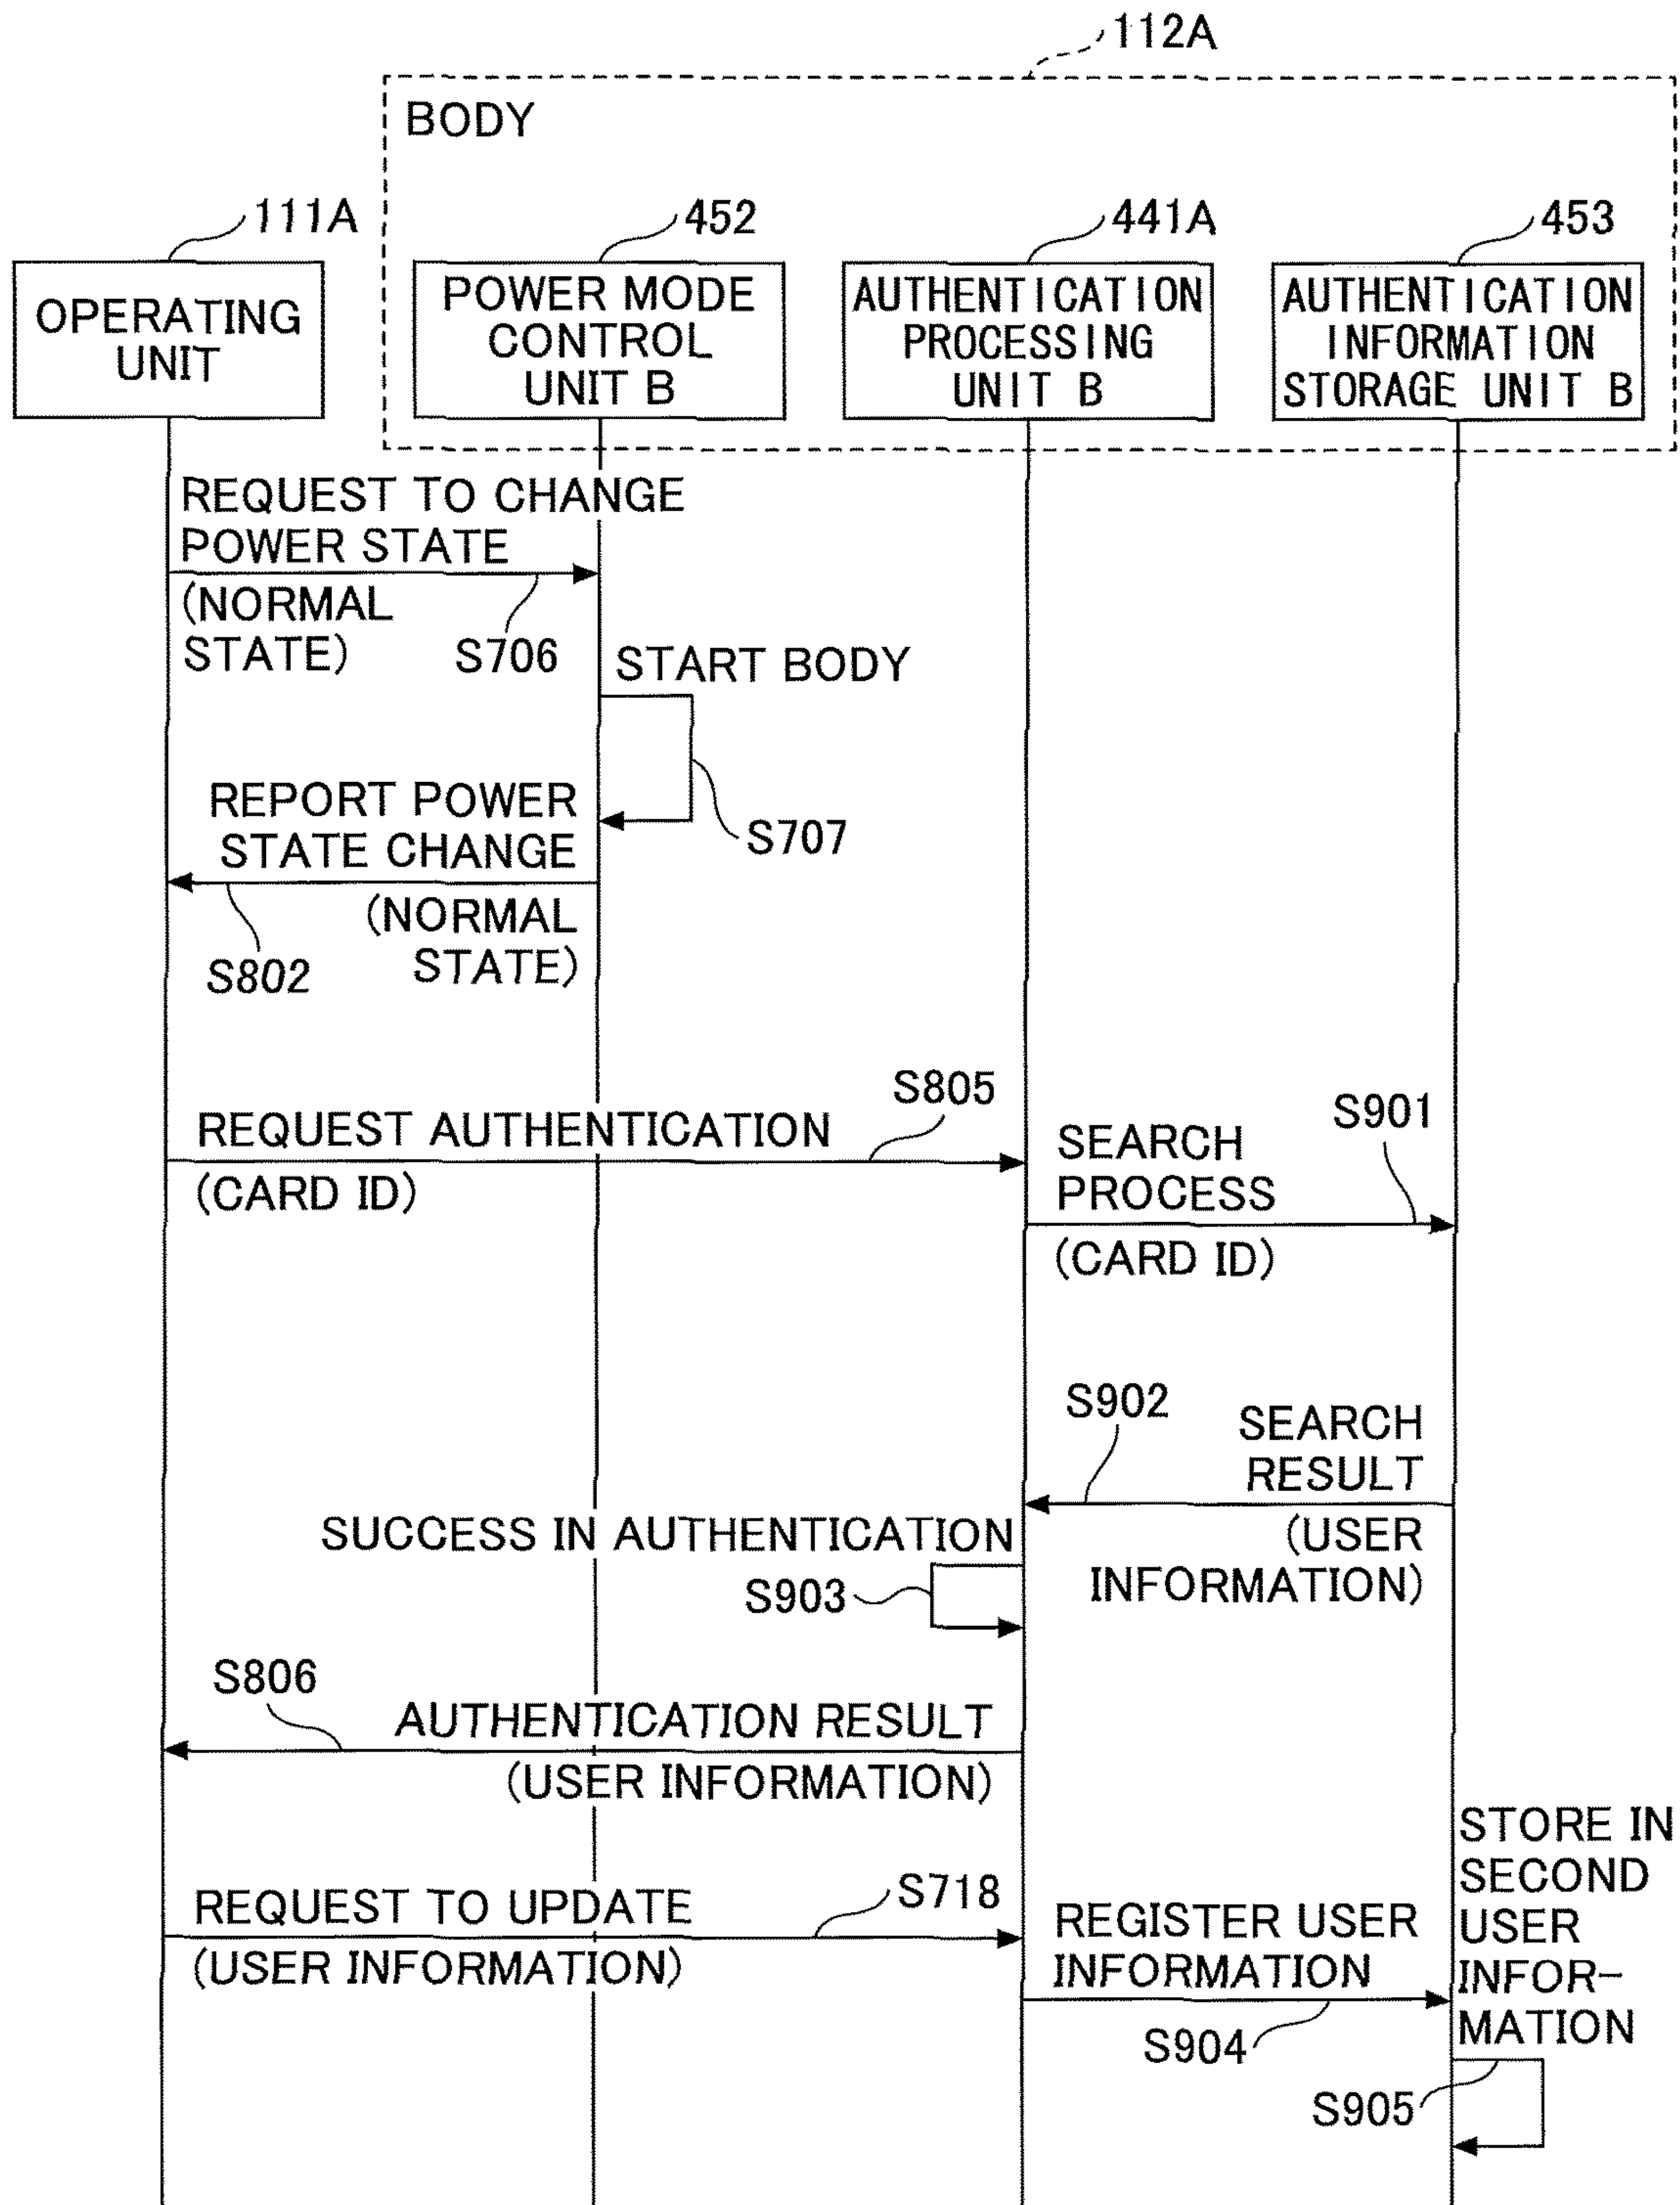 112A
BODY
111A
452
441A
453
OPERATING
UNIT
POWER MODE
CONTROL
UNIT B
AUTHENTICATION
PROCESSING
UNIT B
AUTHENTICATION
INFORMATION
STORAGE UNIT B
REQUEST TO CHANGE
POWER STATE
(NORMAL
STATE)
S706
START BODY
S707
REPORT POWER
STATE CHANGE
(NORMAL
STATE)
S802
S805
REQUEST AUTHENTICATION
(CARD ID)
S901
SEARCH
PROCESS
(CARD ID)
S902
SEARCH
RESULT
(USER
INFORMATION)
SUCCESS IN AUTHENTICATION
S903
S806
AUTHENTICATION RESULT
(USER INFORMATION)
S718
REQUEST TO UPDATE
(USER INFORMATION)
REGISTER USER
INFORMATION
S904
STORE IN
SECOND
USER
INFOR-
MATION
S905